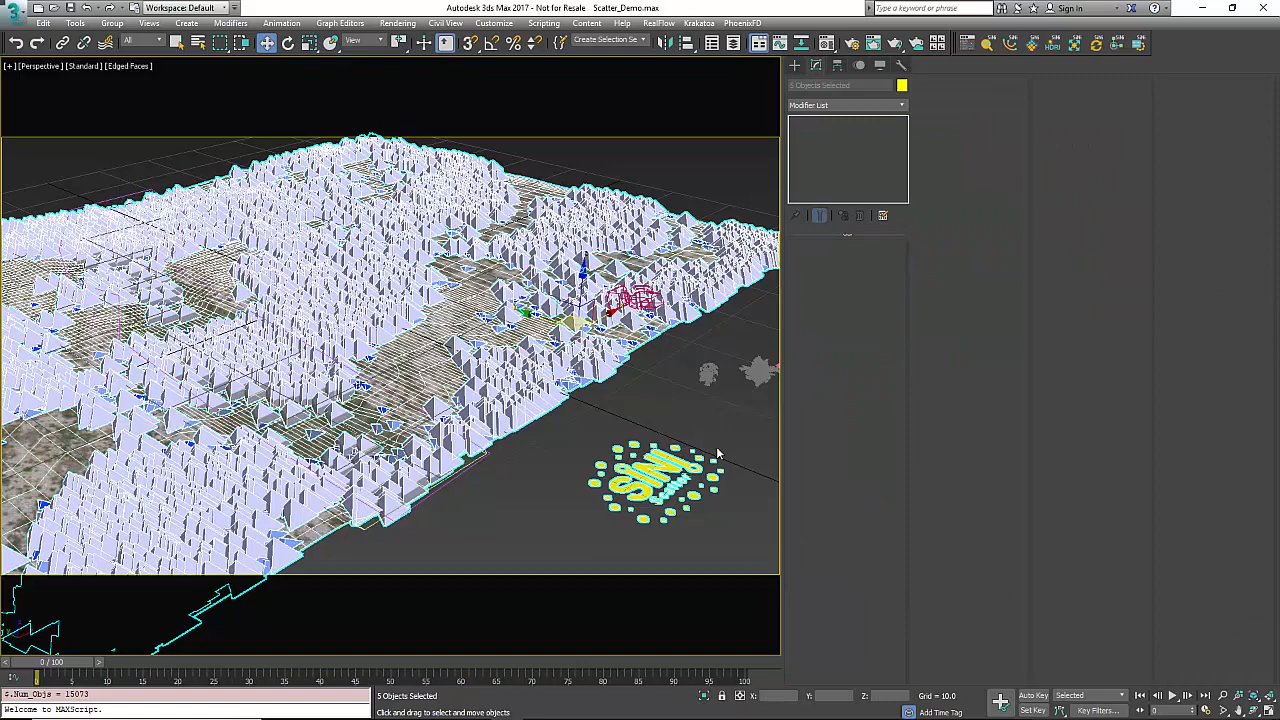 Autodesk 3ds Max 2017 - Not for Resale    Scatter_Demo.max
Workspace: Default
Type a keyword or phrase
Sign In
Edit Tools Group Views Create Modifiers Animation Graph Editors Rendering Civil View Customize Scripting Content Help RealFlow Krakatoa PhoenixFD
All
View
Create Selection Se
[+] [Perspective] [Standard] [Edged Faces]
5 Objects Selected
Modifier List
SiNi
Scatter
0 / 100
5 10 15 20 25 30 35 40 45 50 55 60 65 70 75 80 85 90 95 100
$.Num_Objs = 15073
Welcome to MAXScript.
5 Objects Selected
Click and drag to select and move objects
X:
Y:
Z:
Grid = 10.0
Add Time Tag
Auto Key
Selected
Set Key
Key Filters...
0